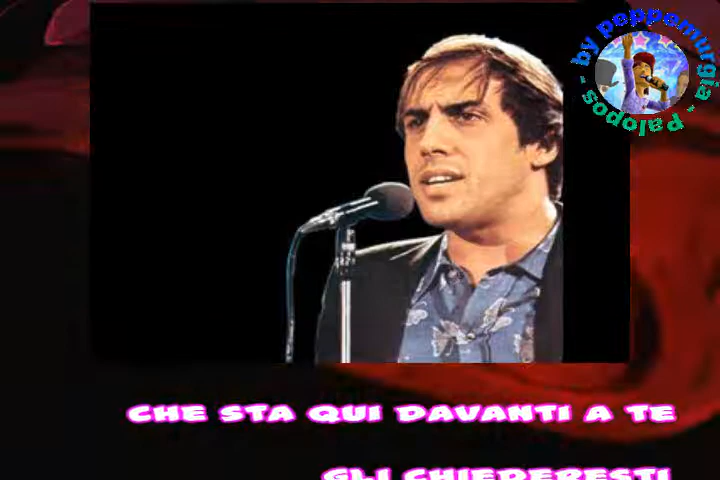 by peppemurgia - Palopos -
CHE STA QUI DAVANTI A TE
GLI CHIEDERESTI